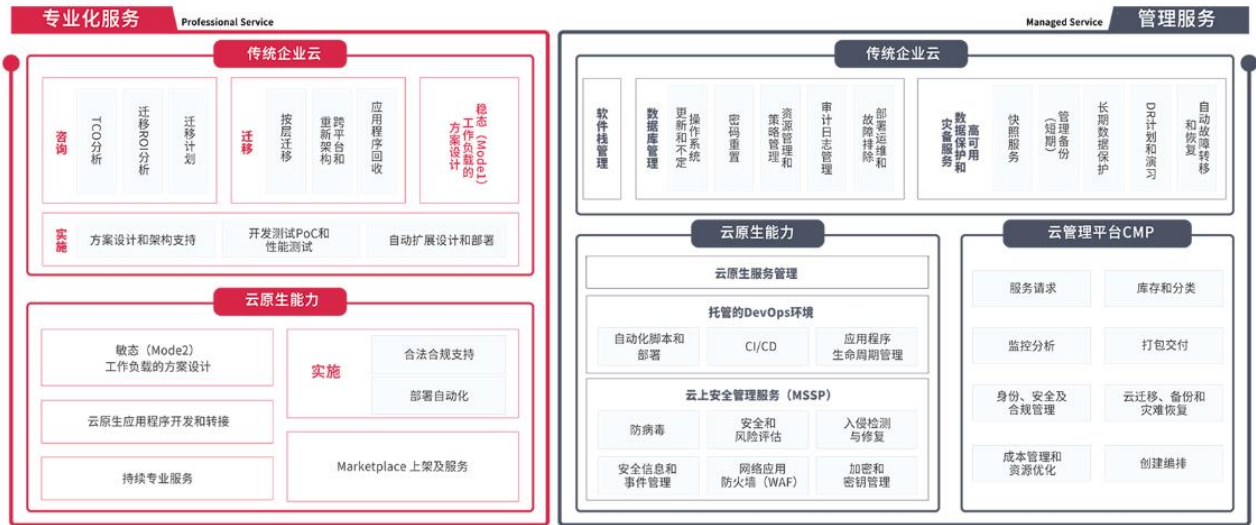 专业化服务
Professional Service
传统企业云
咨询
TCO分析
迁移ROI分析
迁移计划
迁移
按层迁移
跨平台和
重新架构
应用程序回收
稳态（Mode1）
工作负载的
方案设计
实施
方案设计和架构支持
开发测试PoC和
性能测试
自动扩展设计和部署
云原生能力
敏态（Mode2）
工作负载的方案设计
云原生应用程序开发和转接
持续专业服务
实施
合法合规支持
部署自动化
Marketplace 上架及服务
Managed Service
管理服务
传统企业云
软件栈管理
数据库管理
操作系统
更新和不定
密码重置
资源管理和
策略管理
审计日志管理
部署运维和
故障排除
高可用
数据保护和
灾备服务
快照服务
管理备份
（短期）
长期数据保护
DR计划和演习
自动故障转移
和恢复
云原生能力
云原生服务管理
托管的DevOps环境
自动化脚本和
部署
CI/CD
应用程序
生命周期管理
云上安全管理服务（MSSP）
防病毒
安全和
风险评估
入侵检测
与修复
安全信息和
事件管理
网络应用
防火墙（WAF）
加密和
密钥管理
云管理平台CMP
服务请求
库存和分类
监控分析
打包交付
身份、安全及
合规管理
云迁移、备份和
灾难恢复
成本管理和
资源优化
创建编排